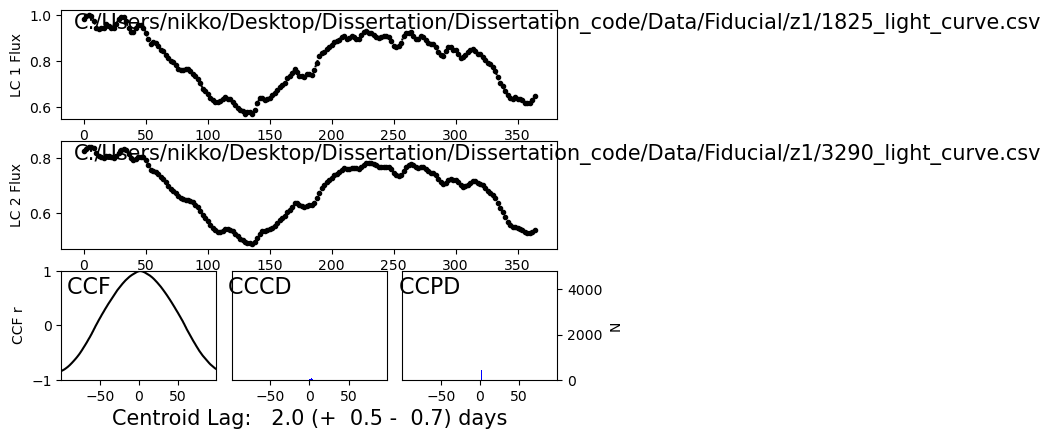 C:/Users/nikko/Desktop/Dissertation/Dissertation_code/Data/Fiducial/z1/1825_light_curve.csv
LC 1 Flux
1.0
0.8
0.6
0 50 100 150 200 250 300 350
C:/Users/nikko/Desktop/Dissertation/Dissertation_code/Data/Fiducial/z1/3290_light_curve.csv
LC 2 Flux
0.8
0.6
0 50 100 150 200 250 300 350
CCF
CCCD
CCPD
CCF r
1
0
−1
4000
2000
0
N
−50 0 50
−50 0 50
−50 0 50
Centroid Lag: 2.0 (+ 0.5 - 0.7) days